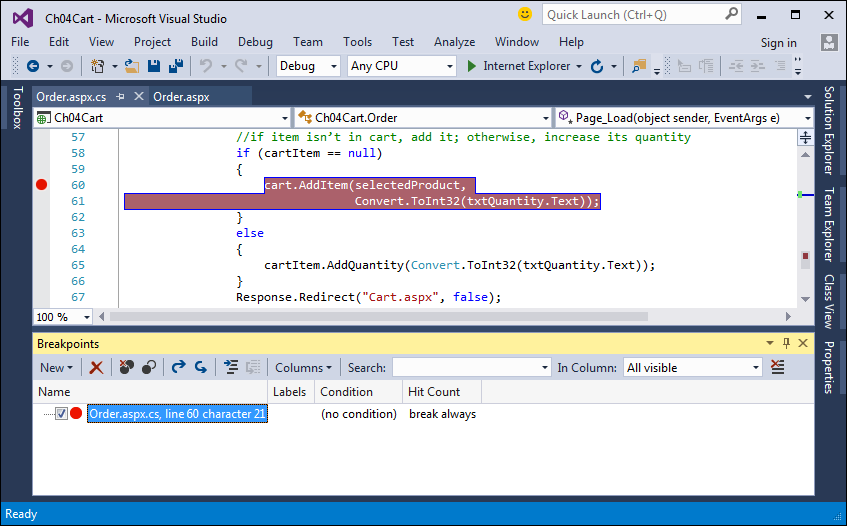 Ch04Cart - Microsoft Visual Studio
Quick Launch (Ctrl+Q)
File Edit View Project Build Debug Team Tools Test Analyze Window Help Sign in
Debug Any CPU Internet Explorer
Toolbox
Order.aspx.cs Order.aspx
Ch04Cart Ch04Cart.Order Page_Load(object sender, EventArgs e)
57 //if item isn’t in cart, add it; otherwise, increase its quantity
58 if (cartItem == null)
59 {
60 cart.AddItem(selectedProduct,
61 Convert.ToInt32(txtQuantity.Text));
62 }
63 else
64 {
65 cartItem.AddQuantity(Convert.ToInt32(txtQuantity.Text));
66 }
67 Response.Redirect("Cart.aspx", false);
100 %
Solution Explorer
Team Explorer
Class View
Properties
Breakpoints
New Columns Search: In Column: All visible
Name Labels Condition Hit Count
Order.aspx.cs, line 60 character 21 (no condition) break always
Ready